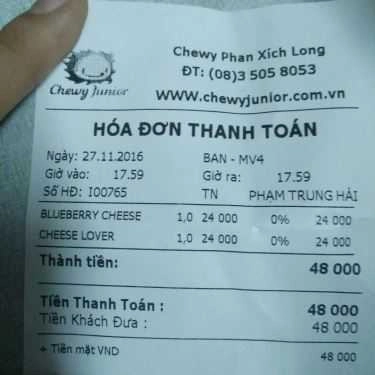 Chewy Junior
Chewy Phan Xích Long
ĐT: (08)3 505 8053
www.chewyjunior.com.vn
HÓA ĐƠN THANH TOÁN
Ngày: 27.11.2016 BAN - MV4
Giờ vào: 17.59 Giờ ra: 17.59
Số HĐ: I00765 TN PHẠM TRUNG HẢI
BLUEBERRY CHEESE 1,0 24 000 0% 24 000
CHEESE LOVER 1,0 24 000 0% 24 000
Thành tiền: 48 000
Tiền Thanh Toán : 48 000
Tiền Khách Đưa : 48 000
+ Tiền mặt VND 48 000